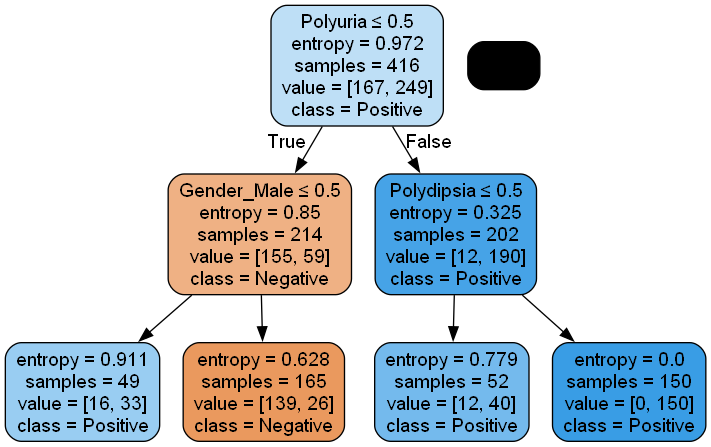 Polyuria ≤ 0.5
entropy = 0.972
samples = 416
value = [167, 249]
class = Positive
True
False
Gender_Male ≤ 0.5
entropy = 0.85
samples = 214
value = [155, 59]
class = Negative
Polydipsia ≤ 0.5
entropy = 0.325
samples = 202
value = [12, 190]
class = Positive
entropy = 0.911
samples = 49
value = [16, 33]
class = Positive
entropy = 0.628
samples = 165
value = [139, 26]
class = Negative
entropy = 0.779
samples = 52
value = [12, 40]
class = Positive
entropy = 0.0
samples = 150
value = [0, 150]
class = Positive